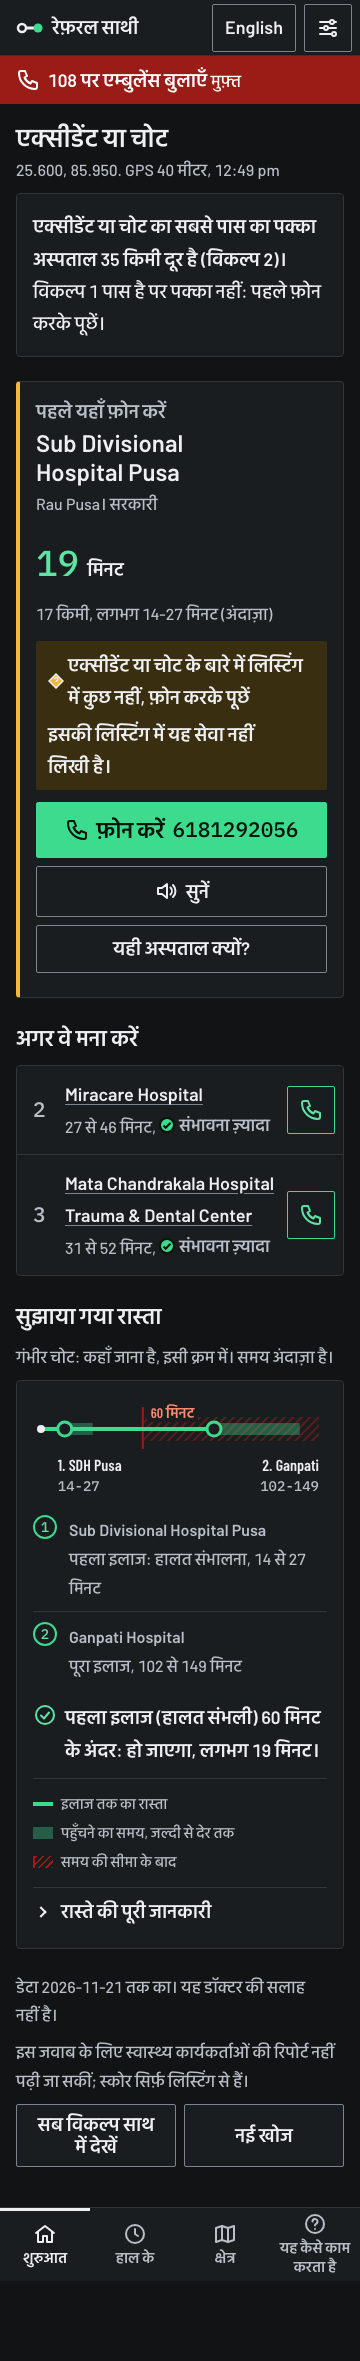 रेफ़रल साथी
English
108 पर एम्बुलेंस बुलाएँ मुफ़्त
एक्सीडेंट या चोट
25.600, 85.950. GPS 40 मीटर, 12:49 pm
एक्सीडेंट या चोट का सबसे पास का पक्का
अस्पताल 35 किमी दूर है (विकल्प 2)।
विकल्प 1 पास है पर पक्का नहीं: पहले फ़ोन
करके पूछें।
पहले यहाँ फ़ोन करें
Sub Divisional
Hospital Pusa
Rau Pusa। सरकारी
19 मिनट
17 किमी, लगभग 14-27 मिनट (अंदाज़ा)
एक्सीडेंट या चोट के बारे में लिस्टिंग
में कुछ नहीं, फ़ोन करके पूछें
इसकी लिस्टिंग में यह सेवा नहीं
लिखी है।
फ़ोन करें 6181292056
सुनें
यही अस्पताल क्यों?
अगर वे मना करें
2
Miracare Hospital
27 से 46 मिनट, संभावना ज़्यादा
3
Mata Chandrakala Hospital
Trauma & Dental Center
31 से 52 मिनट, संभावना ज़्यादा
सुझाया गया रास्ता
गंभीर चोट: कहाँ जाना है, इसी क्रम में। समय अंदाज़ा है।
60 मिनट
1. SDH Pusa
14-27
2. Ganpati
102-149
1
Sub Divisional Hospital Pusa
पहला इलाज: हालत संभालना, 14 से 27
मिनट
2
Ganpati Hospital
पूरा इलाज, 102 से 149 मिनट
पहला इलाज (हालत संभली) 60 मिनट
के अंदर: हो जाएगा, लगभग 19 मिनट।
इलाज तक का रास्ता
पहुँचने का समय, जल्दी से देर तक
समय की सीमा के बाद
रास्ते की पूरी जानकारी
डेटा 2026-11-21 तक का। यह डॉक्टर की सलाह
नहीं है।
इस जवाब के लिए स्वास्थ्य कार्यकर्ताओं की रिपोर्ट नहीं
पढ़ी जा सकीं; स्कोर सिर्फ़ लिस्टिंग से हैं।
सब विकल्प साथ
में देखें
नई खोज
शुरुआत
हाल के
क्षेत्र
यह कैसे काम
करता है